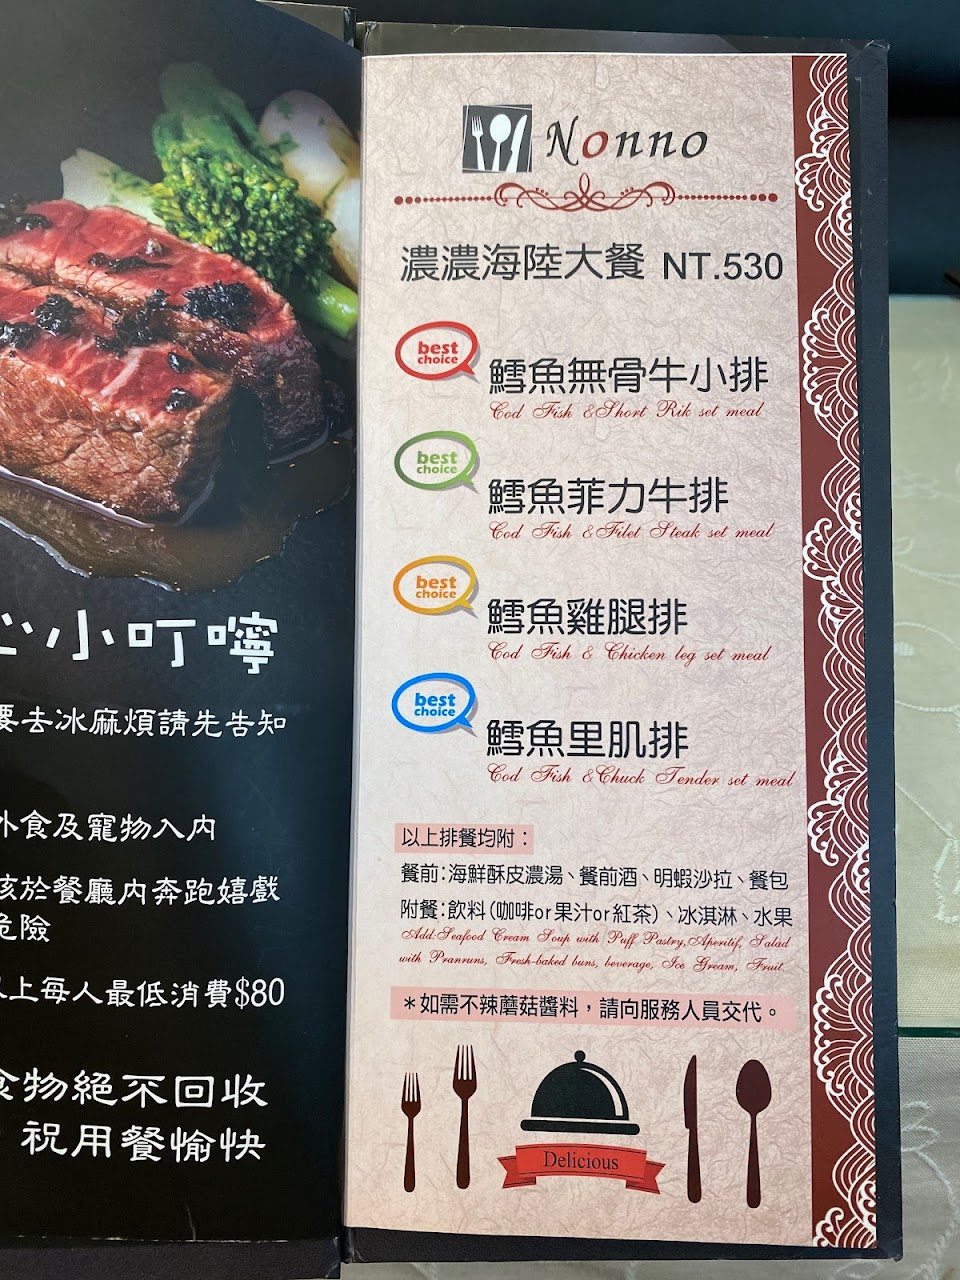 小叮嚀
要去冰麻煩請先告知
外食及寵物入內
孩於餐廳內奔跑嬉戲
危險
以上每人最低消費$80
食物絕不回收
祝用餐愉快
Nonno
濃濃海陸大餐 NT.530
best choice
鱈魚無骨牛小排
Cod Fish &Short Rik set meal
best choice
鱈魚菲力牛排
Cod Fish &Filet Steak set meal
best choice
鱈魚雞腿排
Cod Fish & Chicken leg set meal
best choice
鱈魚里肌排
Cod Fish &Chuck Tender set meal
以上排餐均附：
餐前：海鮮酥皮濃湯、餐前酒、明蝦沙拉、餐包
附餐：飲料(咖啡or果汁or紅茶)、冰淇淋、水果
Add:Seafood Cream Soup with Puff Pastry,Aperitif, Salad
with Pranruns, Fresh-baked buns, beverage, Ice Gream, Fruit.
＊如需不辣蘑菇醬料，請向服務人員交代。
Delicious